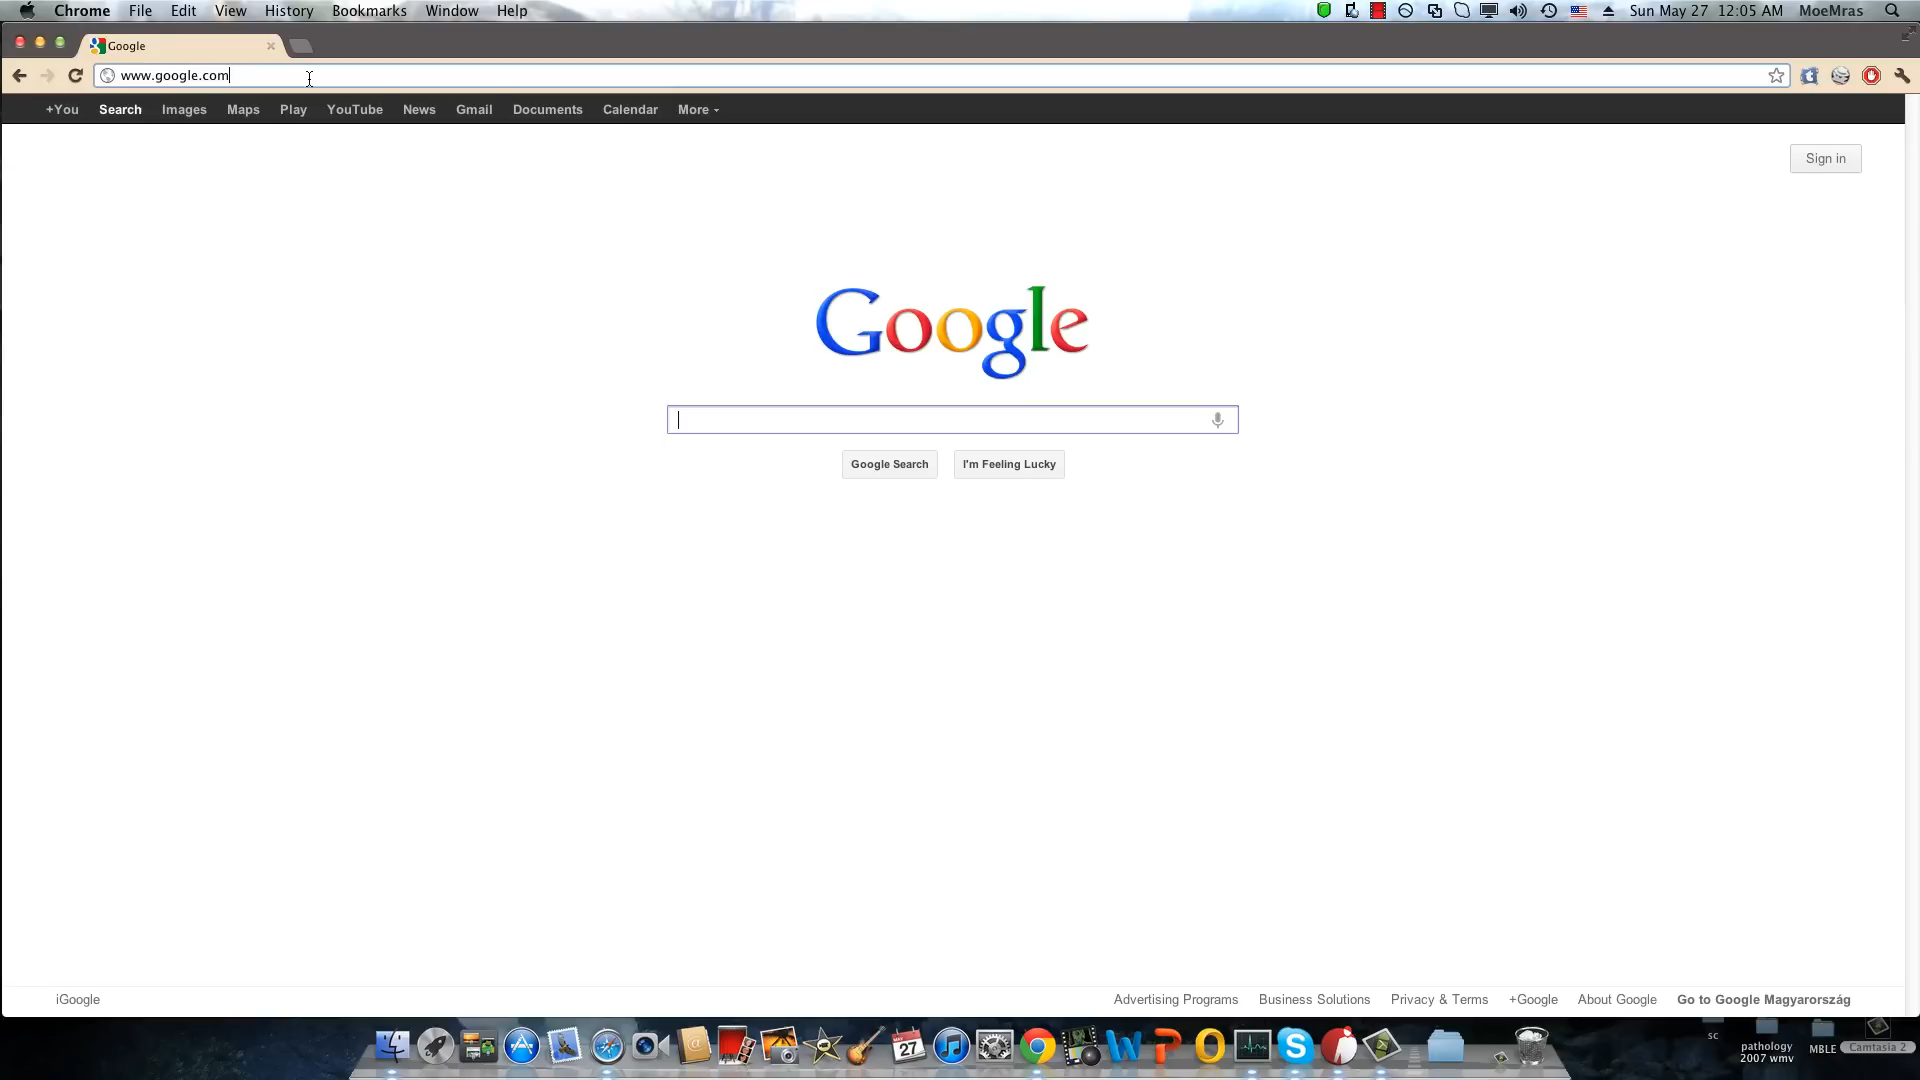 Chrome File Edit View History Bookmarks Window Help Sun May 27 12:05 AM MoeMras
Google
www.google.com
+You Search Images Maps Play YouTube News Gmail Documents Calendar More
Sign in
Google
Google Search I'm Feeling Lucky
iGoogle Advertising Programs Business Solutions Privacy & Terms +Google About Google Go to Google Magyarország
MAY
27
sc
pathology
2007 wmv
MBLE
Camtasia 2